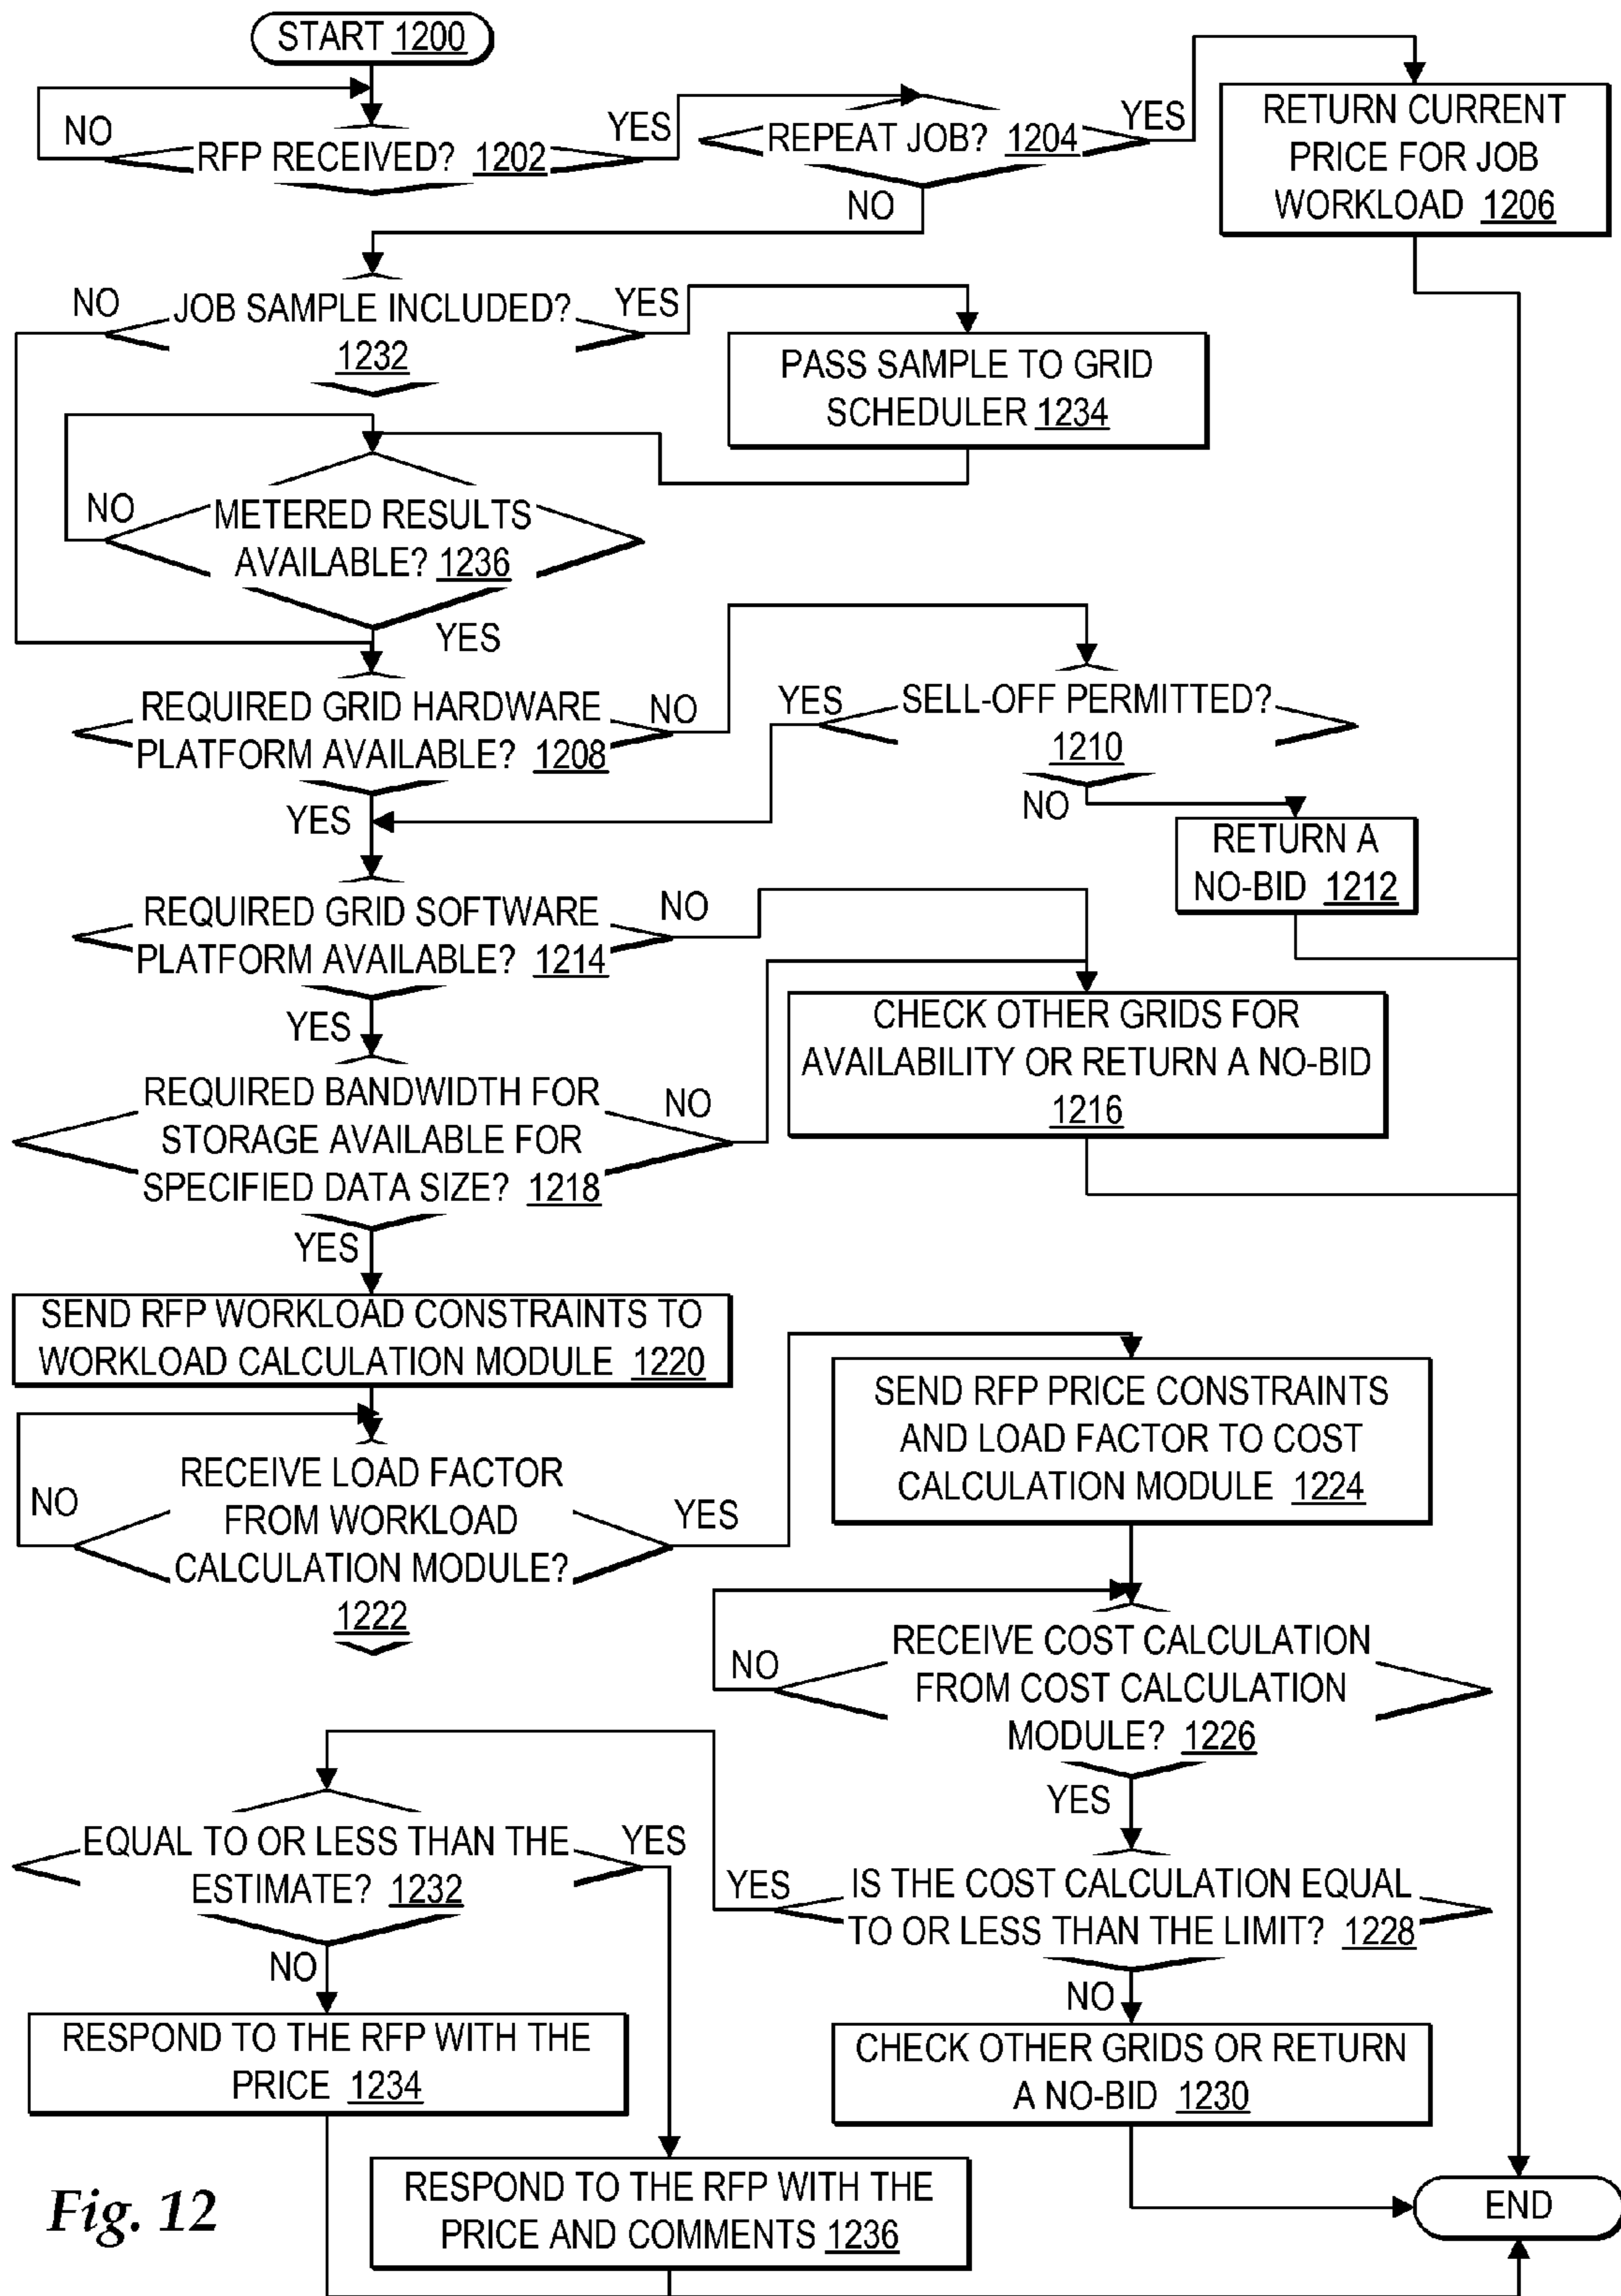 START 1200
NO
RFP RECEIVED? 1202
YES
REPEAT JOB? 1204
YES
NO
RETURN CURRENT
PRICE FOR JOB
WORKLOAD 1206
NO
JOB SAMPLE INCLUDED?
1232
YES
PASS SAMPLE TO GRID
SCHEDULER 1234
NO
METERED RESULTS
AVAILABLE? 1236
YES
REQUIRED GRID HARDWARE
PLATFORM AVAILABLE? 1208
NO
YES
YES
SELL-OFF PERMITTED?
1210
NO
RETURN A
NO-BID 1212
REQUIRED GRID SOFTWARE
PLATFORM AVAILABLE? 1214
NO
YES
CHECK OTHER GRIDS FOR
AVAILABILITY OR RETURN A NO-BID
1216
REQUIRED BANDWIDTH FOR
STORAGE AVAILABLE FOR
SPECIFIED DATA SIZE? 1218
NO
YES
SEND RFP WORKLOAD CONSTRAINTS TO
WORKLOAD CALCULATION MODULE 1220
NO
RECEIVE LOAD FACTOR
FROM WORKLOAD
CALCULATION MODULE?
1222
YES
SEND RFP PRICE CONSTRAINTS
AND LOAD FACTOR TO COST
CALCULATION MODULE 1224
NO
RECEIVE COST CALCULATION
FROM COST CALCULATION
MODULE? 1226
YES
IS THE COST CALCULATION EQUAL
TO OR LESS THAN THE LIMIT? 1228
YES
NO
EQUAL TO OR LESS THAN THE
ESTIMATE? 1232
YES
NO
RESPOND TO THE RFP WITH THE
PRICE 1234
CHECK OTHER GRIDS OR RETURN
A NO-BID 1230
RESPOND TO THE RFP WITH THE
PRICE AND COMMENTS 1236
END
Fig. 12